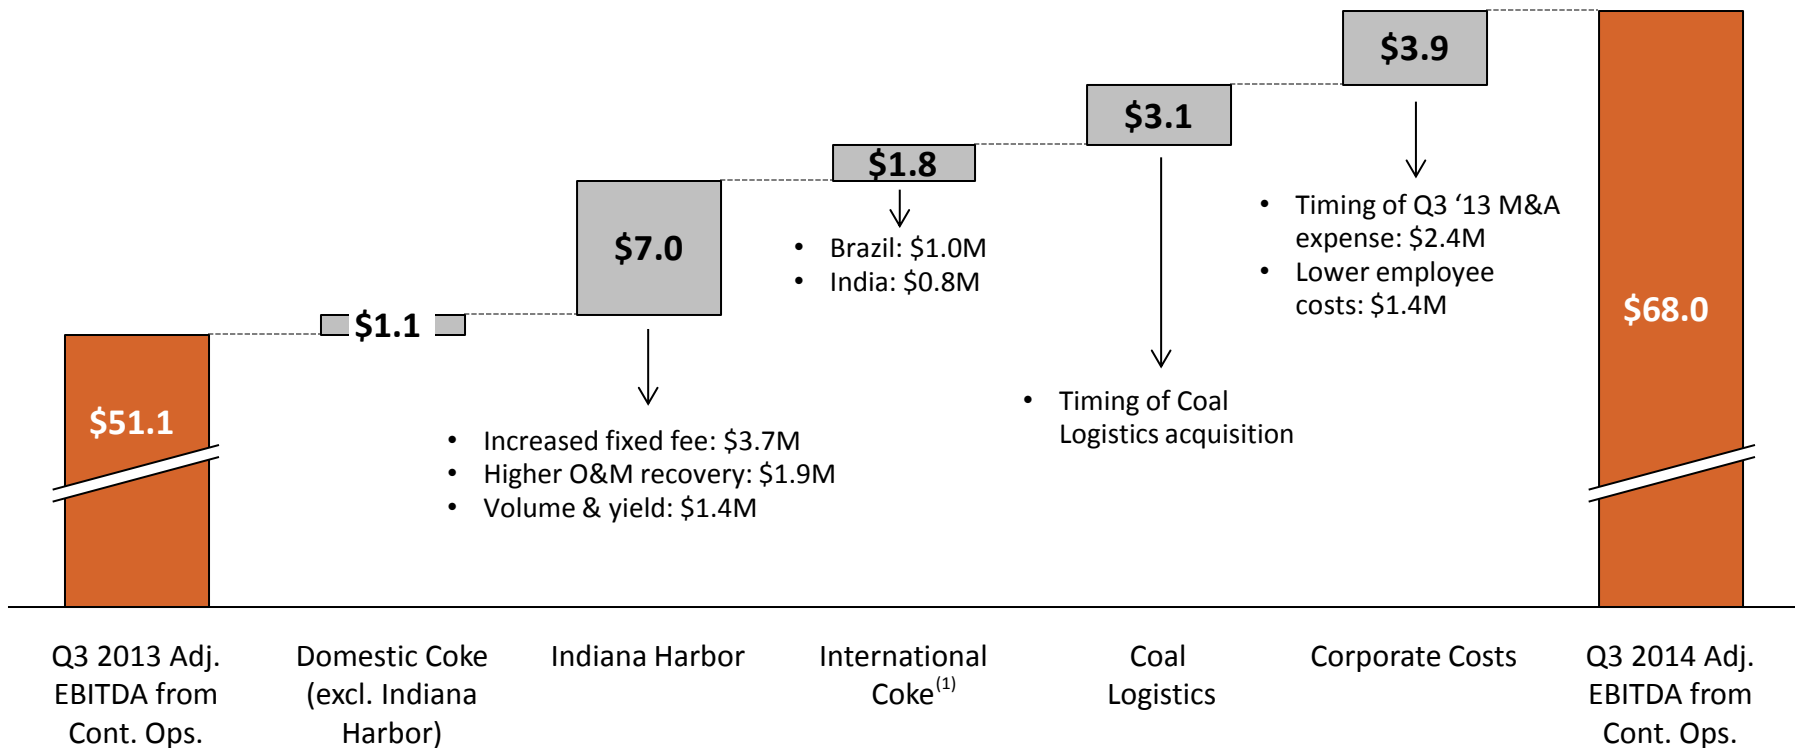 $3.9
$3.1
$1.8
$7.0
$1.1
$51.1
$68.0
• Timing of Q3 ‘13 M&A
expense: $2.4M
• Lower employee
costs: $1.4M
• Brazil: $1.0M
• India: $0.8M
• Timing of Coal
Logistics acquisition
• Increased fixed fee: $3.7M
• Higher O&M recovery: $1.9M
• Volume & yield: $1.4M
Q3 2013 Adj.
EBITDA from
Cont. Ops.
Domestic Coke
(excl. Indiana
Harbor)
Indiana Harbor
International
Coke(1)
Coal
Logistics
Corporate Costs
Q3 2014 Adj.
EBITDA from
Cont. Ops.